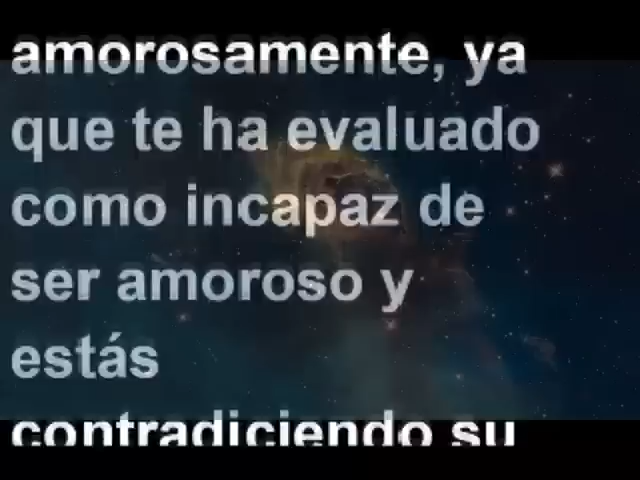 amorosamente, ya
que te ha evaluado
como incapaz de
ser amoroso y
estás
contradiciendo su